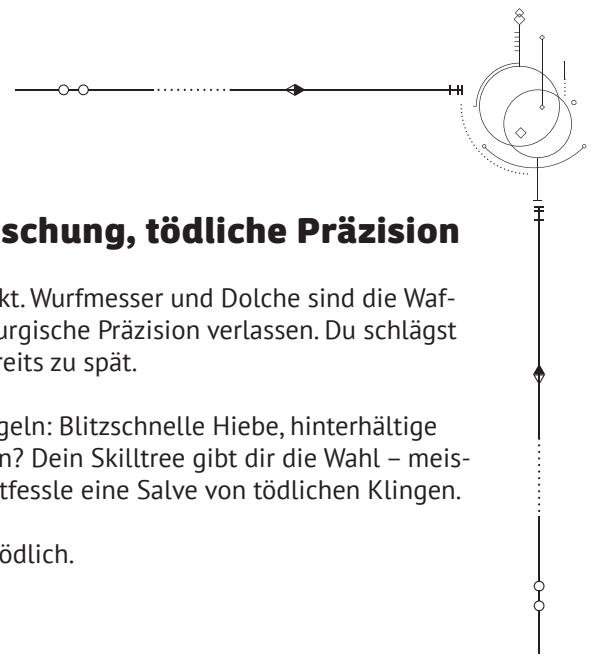 schung, tödliche Präzision
kt. Wurfmesser und Dolche sind die Waf-
urgische Präzision verlassen. Du schlägst
reits zu spät.
geln: Blitzschnelle Hiebe, hinterhältige
n? Dein Skilltree gibt dir die Wahl – meis-
tfessle eine Salve von tödlichen Klingen.
ödlich.